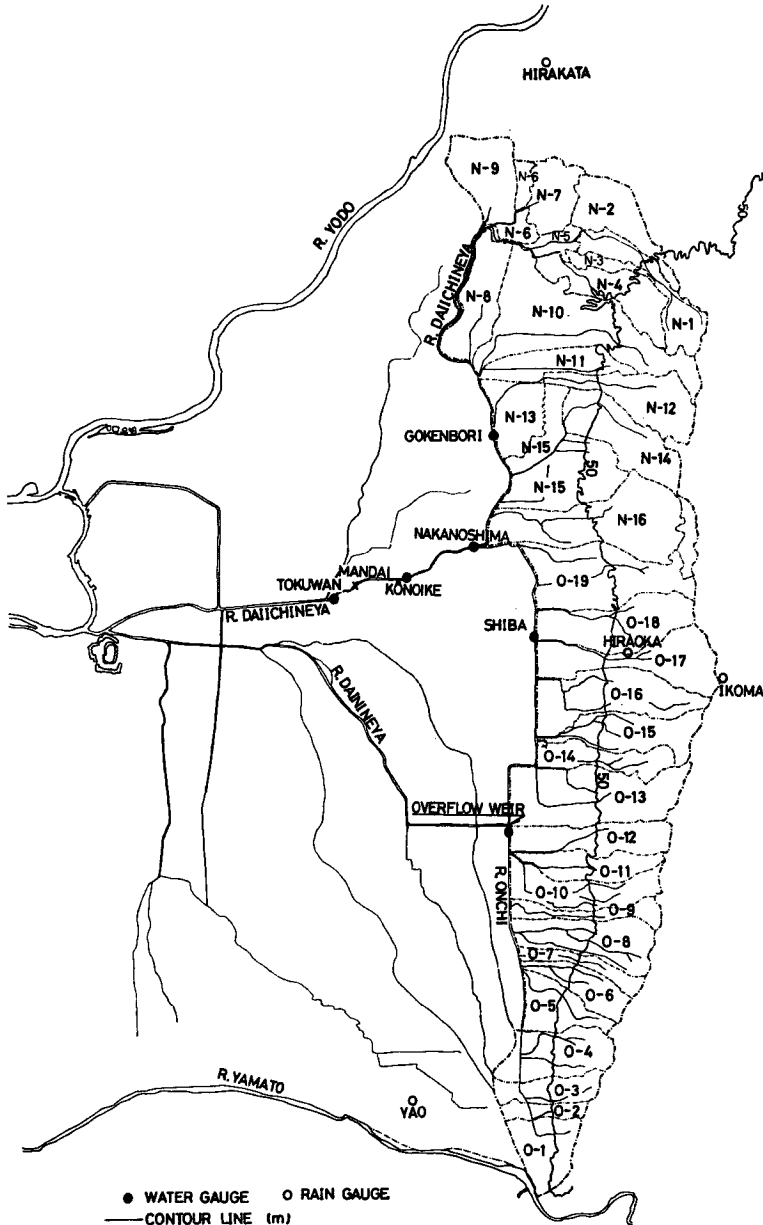 HIRAKATA
N-9
N-6
N-7
N-2
50
R. YODO
N-6
N-5
N-3
R. DAIICHINEYA
N-4
N-8
N-10
N-1
N-11
N-12
N-13
GOKENBORI
N-15
N-14
50
N-15
N-16
NAKANOSHIMA
MANDAI
TOKUWAN
KONOIKE
O-19
R. DAIICHINEYA
O-18
SHIBA
HIRAOKA
O-17
IKOMA
R. DAININEYA
O-16
O-15
O-14
50
O-13
OVERFLOW WEIR
O-12
R. ONCHI
O-11
O-10
O-9
O-8
O-7
O-6
O-5
O-4
R. YAMATO
O-3
YAO
O-2
O-1
WATER GAUGE
RAIN GAUGE
CONTOUR LINE (m)